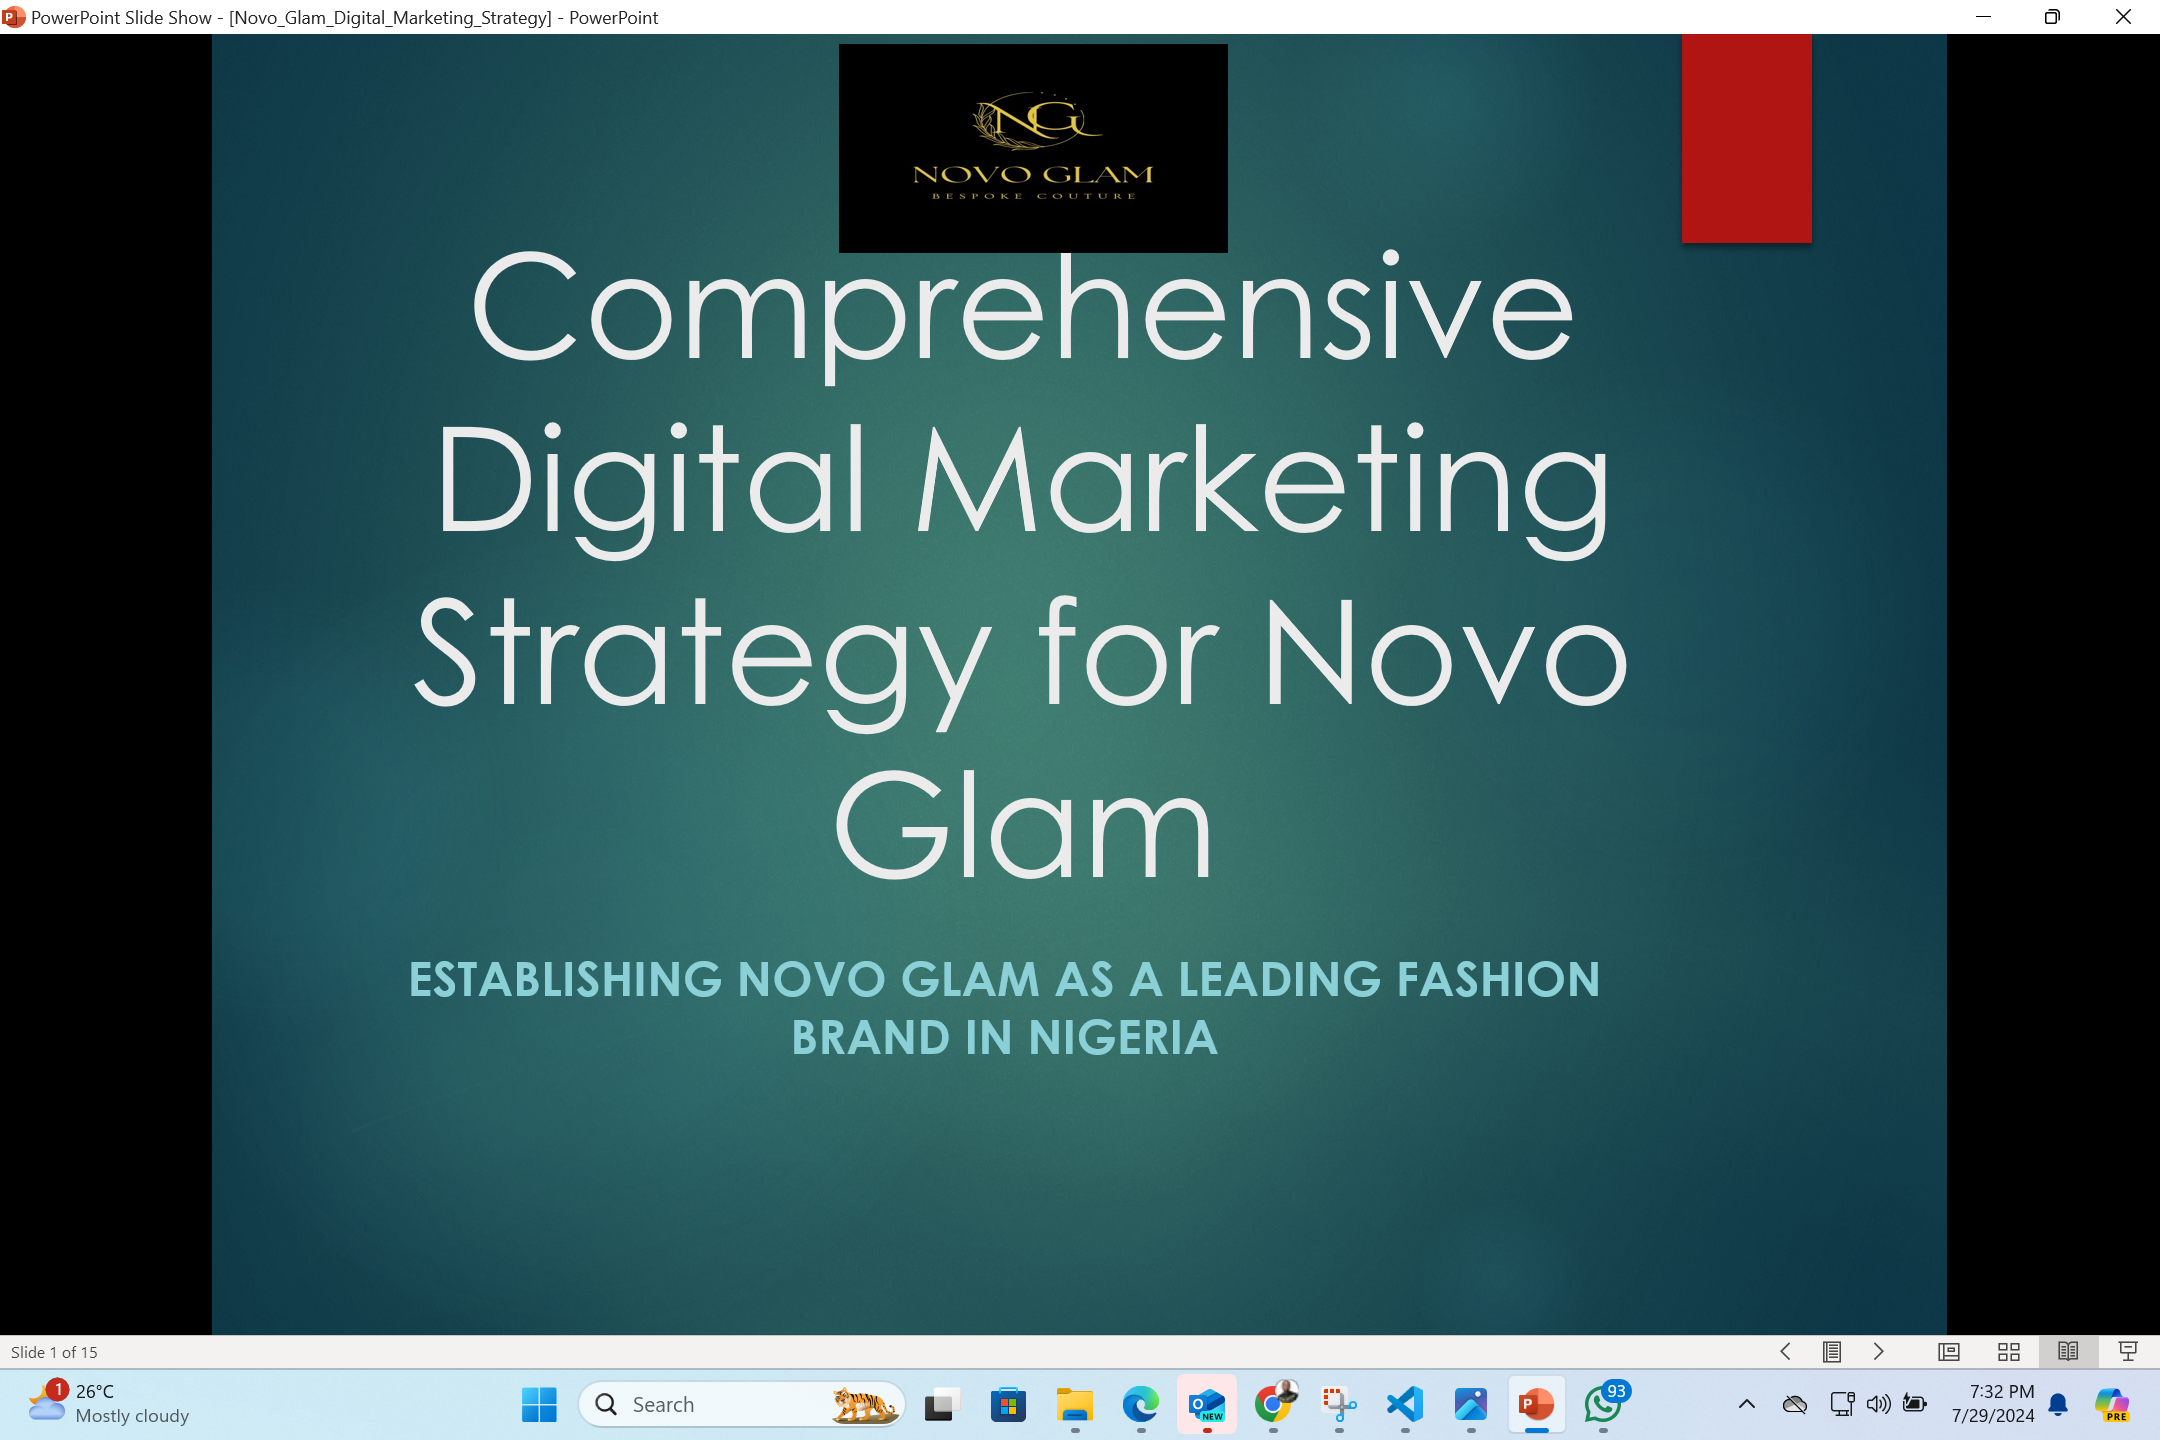 PowerPoint Slide Show - [Novo_Glam_Digital_Marketing_Strategy] - PowerPoint
NG
NOVO GLAM
BESPOKE COUTURE
Comprehensive
Digital Marketing
Strategy for Novo
Glam
ESTABLISHING NOVO GLAM AS A LEADING FASHION
BRAND IN NIGERIA
Slide 1 of 15
1
26°C
Mostly cloudy
Search
NEW
93
7:32 PM
7/29/2024
PRE